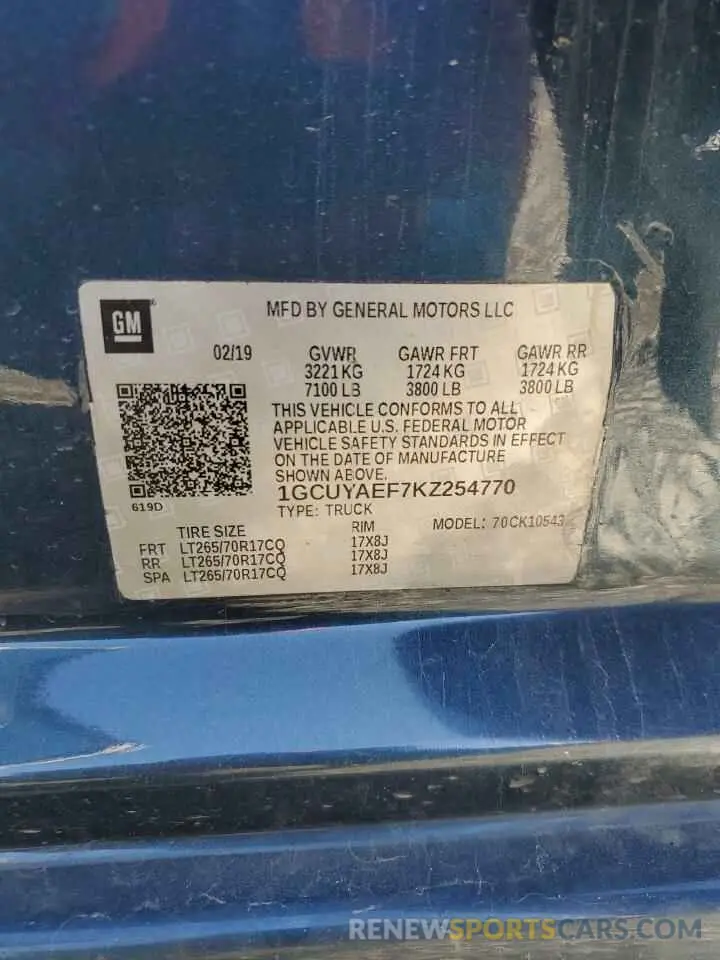 GM
MFD BY GENERAL MOTORS LLC
02/19 GVWR GAWR FRT GAWR RR
3221 KG 1724 KG 1724 KG
7100 LB 3800 LB 3800 LB
THIS VEHICLE CONFORMS TO ALL
APPLICABLE U.S. FEDERAL MOTOR
VEHICLE SAFETY STANDARDS IN EFFECT
ON THE DATE OF MANUFACTURE
SHOWN ABOVE.
619D
1GCUYAEF7KZ254770
TYPE: TRUCK MODEL: 70CK10543
TIRE SIZE RIM
FRT LT265/70R17CQ 17X8J
RR LT265/70R17CQ 17X8J
SPA LT265/70R17CQ 17X8J
RENEWSPORTSCARS.COM